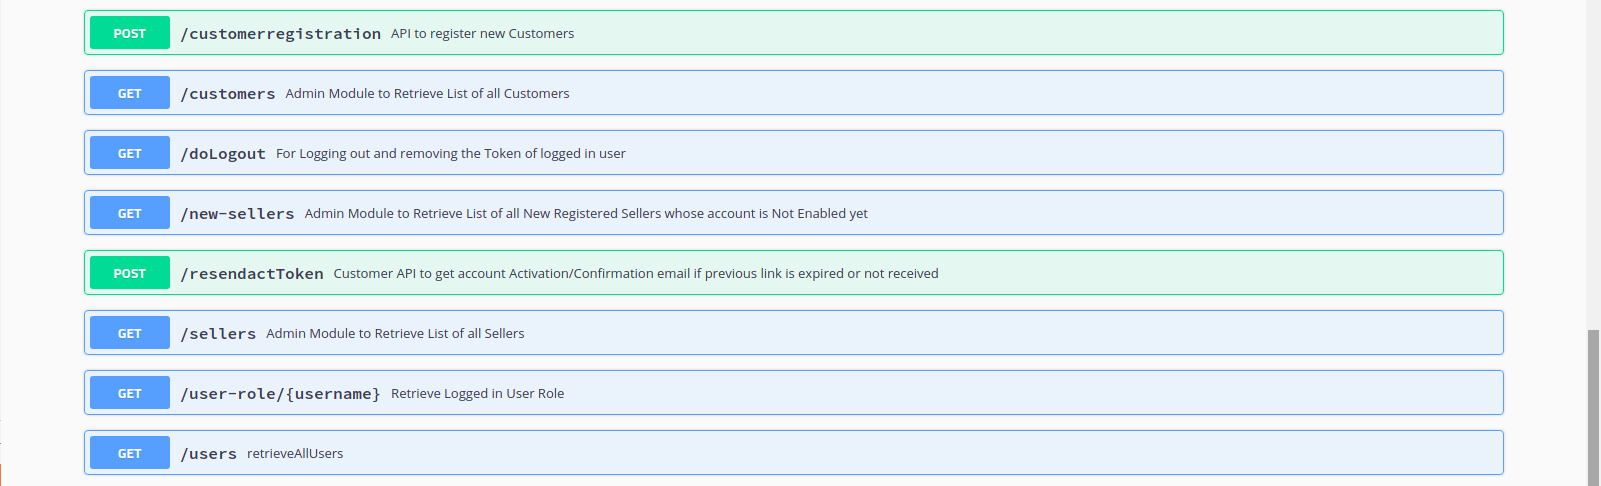 POST /customerregistration API to register new Customers
GET /customers Admin Module to Retrieve List of all Customers
GET /doLogout For Logging out and removing the Token of logged in user
GET /new-sellers Admin Module to Retrieve List of all New Registered Sellers whose account is Not Enabled yet
POST /resendactToken Customer API to get account Activation/Confirmation email if previous link is expired or not received
GET /sellers Admin Module to Retrieve List of all Sellers
GET /user-role/{username} Retrieve Logged in User Role
GET /users retrieveAllUsers